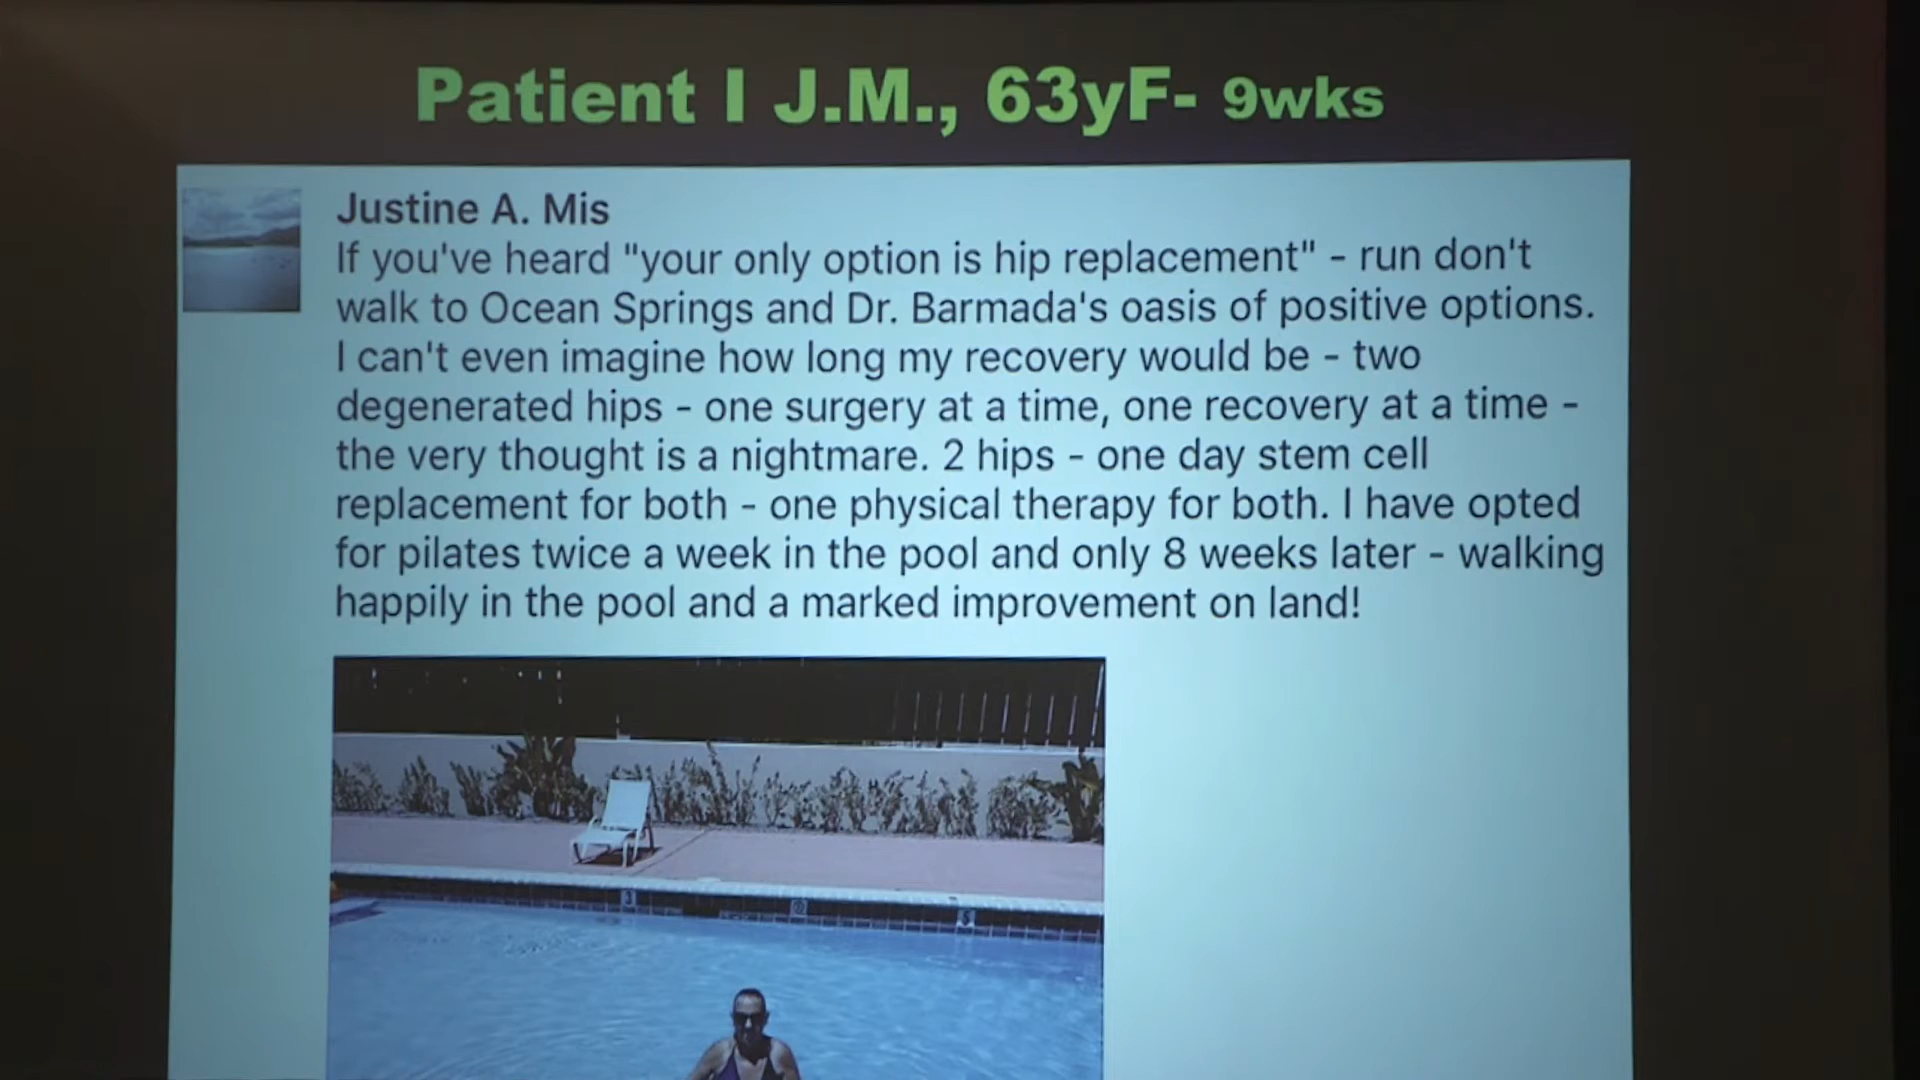 Patient I J.M., 63yF- 9wks
Justine A. Mis
If you've heard "your only option is hip replacement" - run don't
walk to Ocean Springs and Dr. Barmada's oasis of positive options.
I can't even imagine how long my recovery would be - two
degenerated hips - one surgery at a time, one recovery at a time -
the very thought is a nightmare. 2 hips - one day stem cell
replacement for both - one physical therapy for both. I have opted
for pilates twice a week in the pool and only 8 weeks later - walking
happily in the pool and a marked improvement on land!